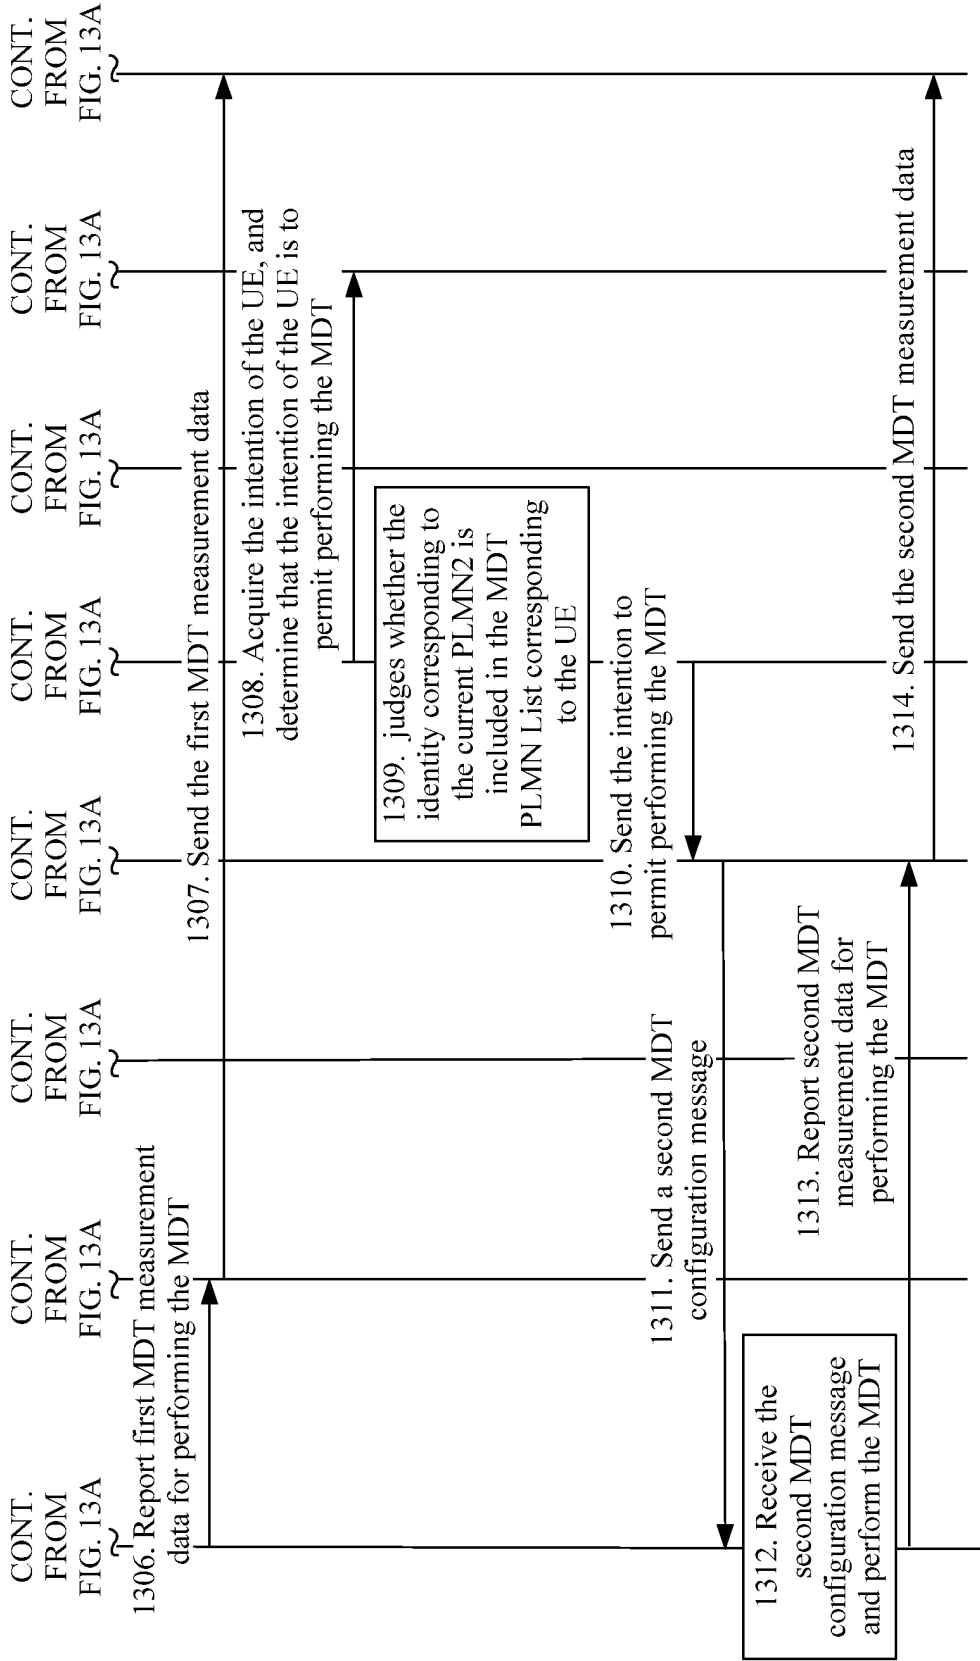 CONT.
FROM
FIG. 13A
CONT.
FROM
FIG. 13A
CONT.
FROM
FIG. 13A
CONT.
FROM
FIG. 13A
CONT.
FROM
FIG. 13A
CONT.
FROM
FIG. 13A
CONT.
FROM
FIG. 13A
CONT.
FROM
FIG. 13A
1306. Report first MDT measurement
data for performing the MDT
1307. Send the first MDT measurement data
1308. Acquire the intention of the UE, and
determine that the intention of the UE is to
permit performing the MDT
1309. judges whether the
identity corresponding to
the current PLMN2 is
included in the MDT
PLMN List corresponding
to the UE
1310. Send the intention to
permit performing the MDT
1311. Send a second MDT
configuration message
1312. Receive the
second MDT
configuration message
and perform the MDT
1313. Report second MDT
measurement data for
performing the MDT
1314. Send the second MDT measurement data